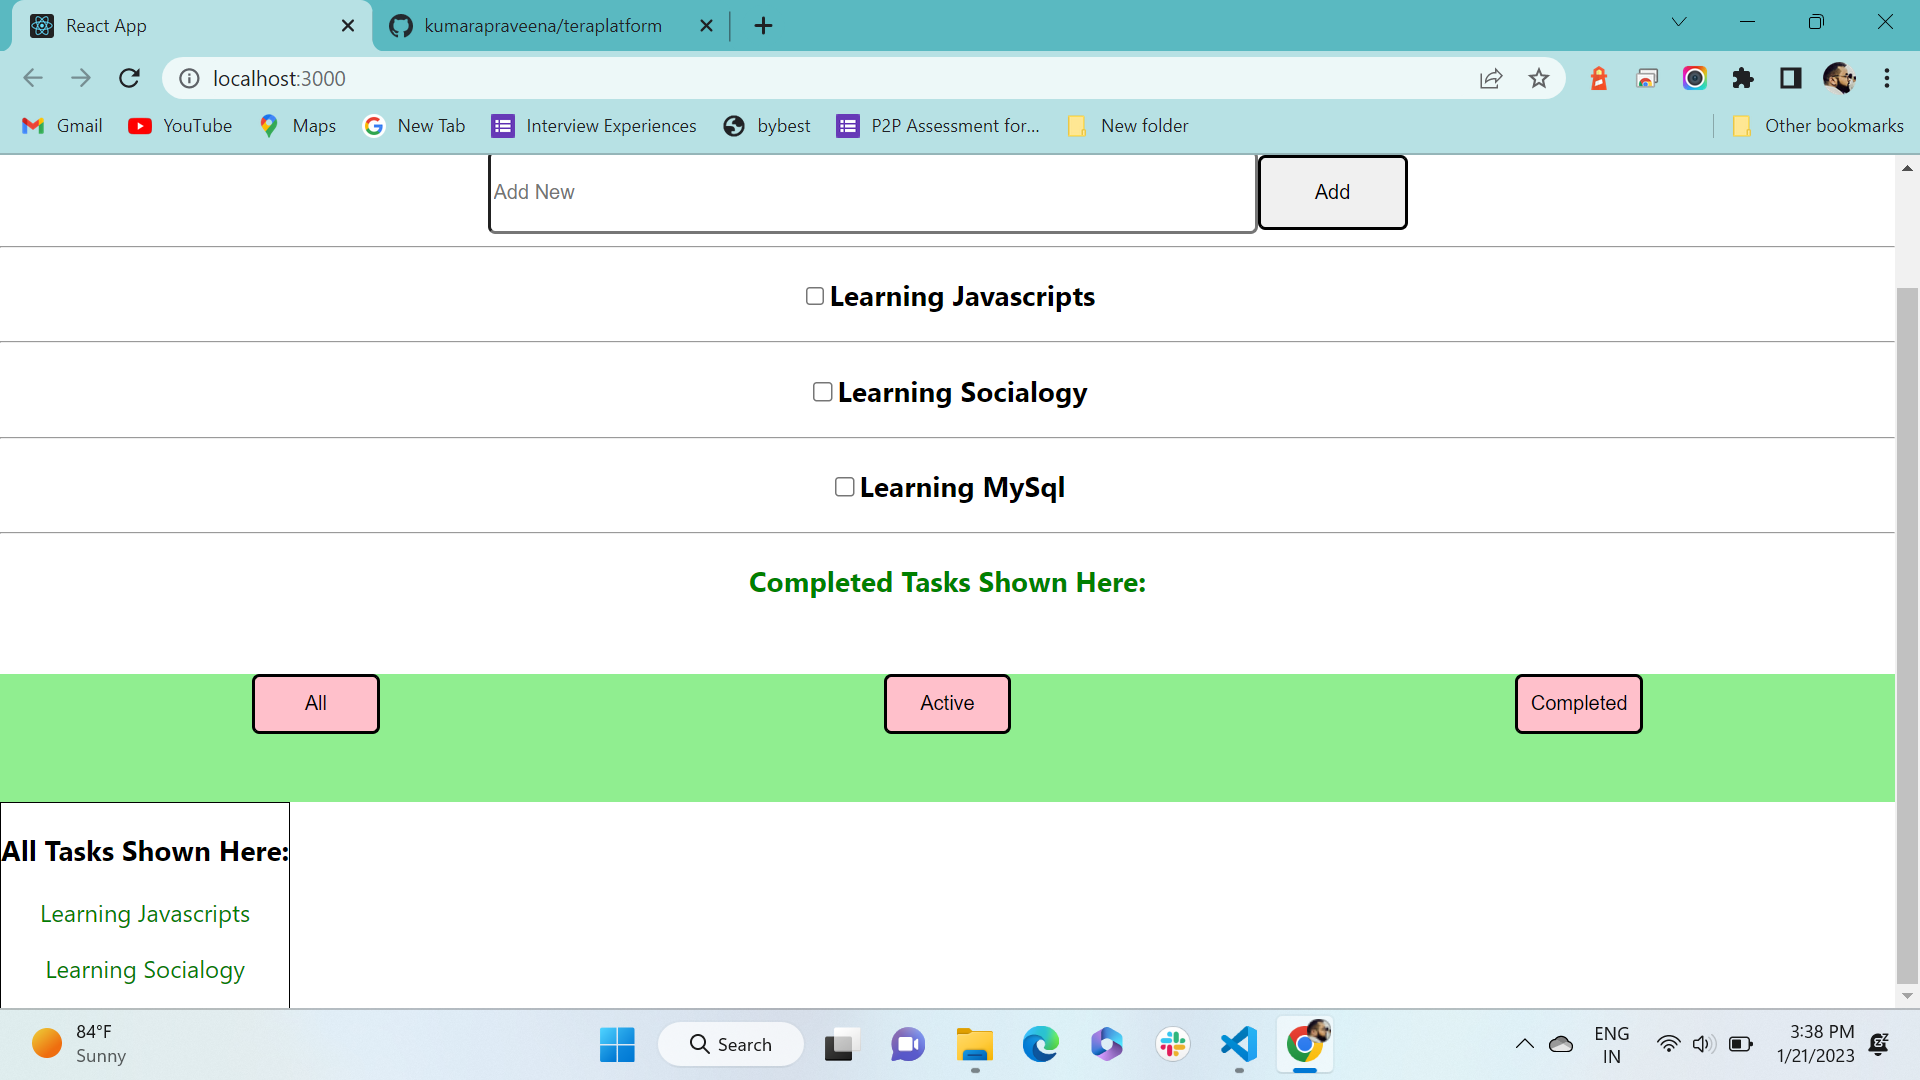 React App
kumarapraveena/teraplatform
localhost:3000
Gmail
YouTube
Maps
New Tab
Interview Experiences
bybest
P2P Assessment for...
New folder
Other bookmarks
Add New
Add
Learning Javascripts
Learning Socialogy
Learning MySql
Completed Tasks Shown Here:
All
Active
Completed
All Tasks Shown Here:
Learning Javascripts
Learning Socialogy
84°F
Sunny
Search
ENG
IN
3:38 PM
1/21/2023